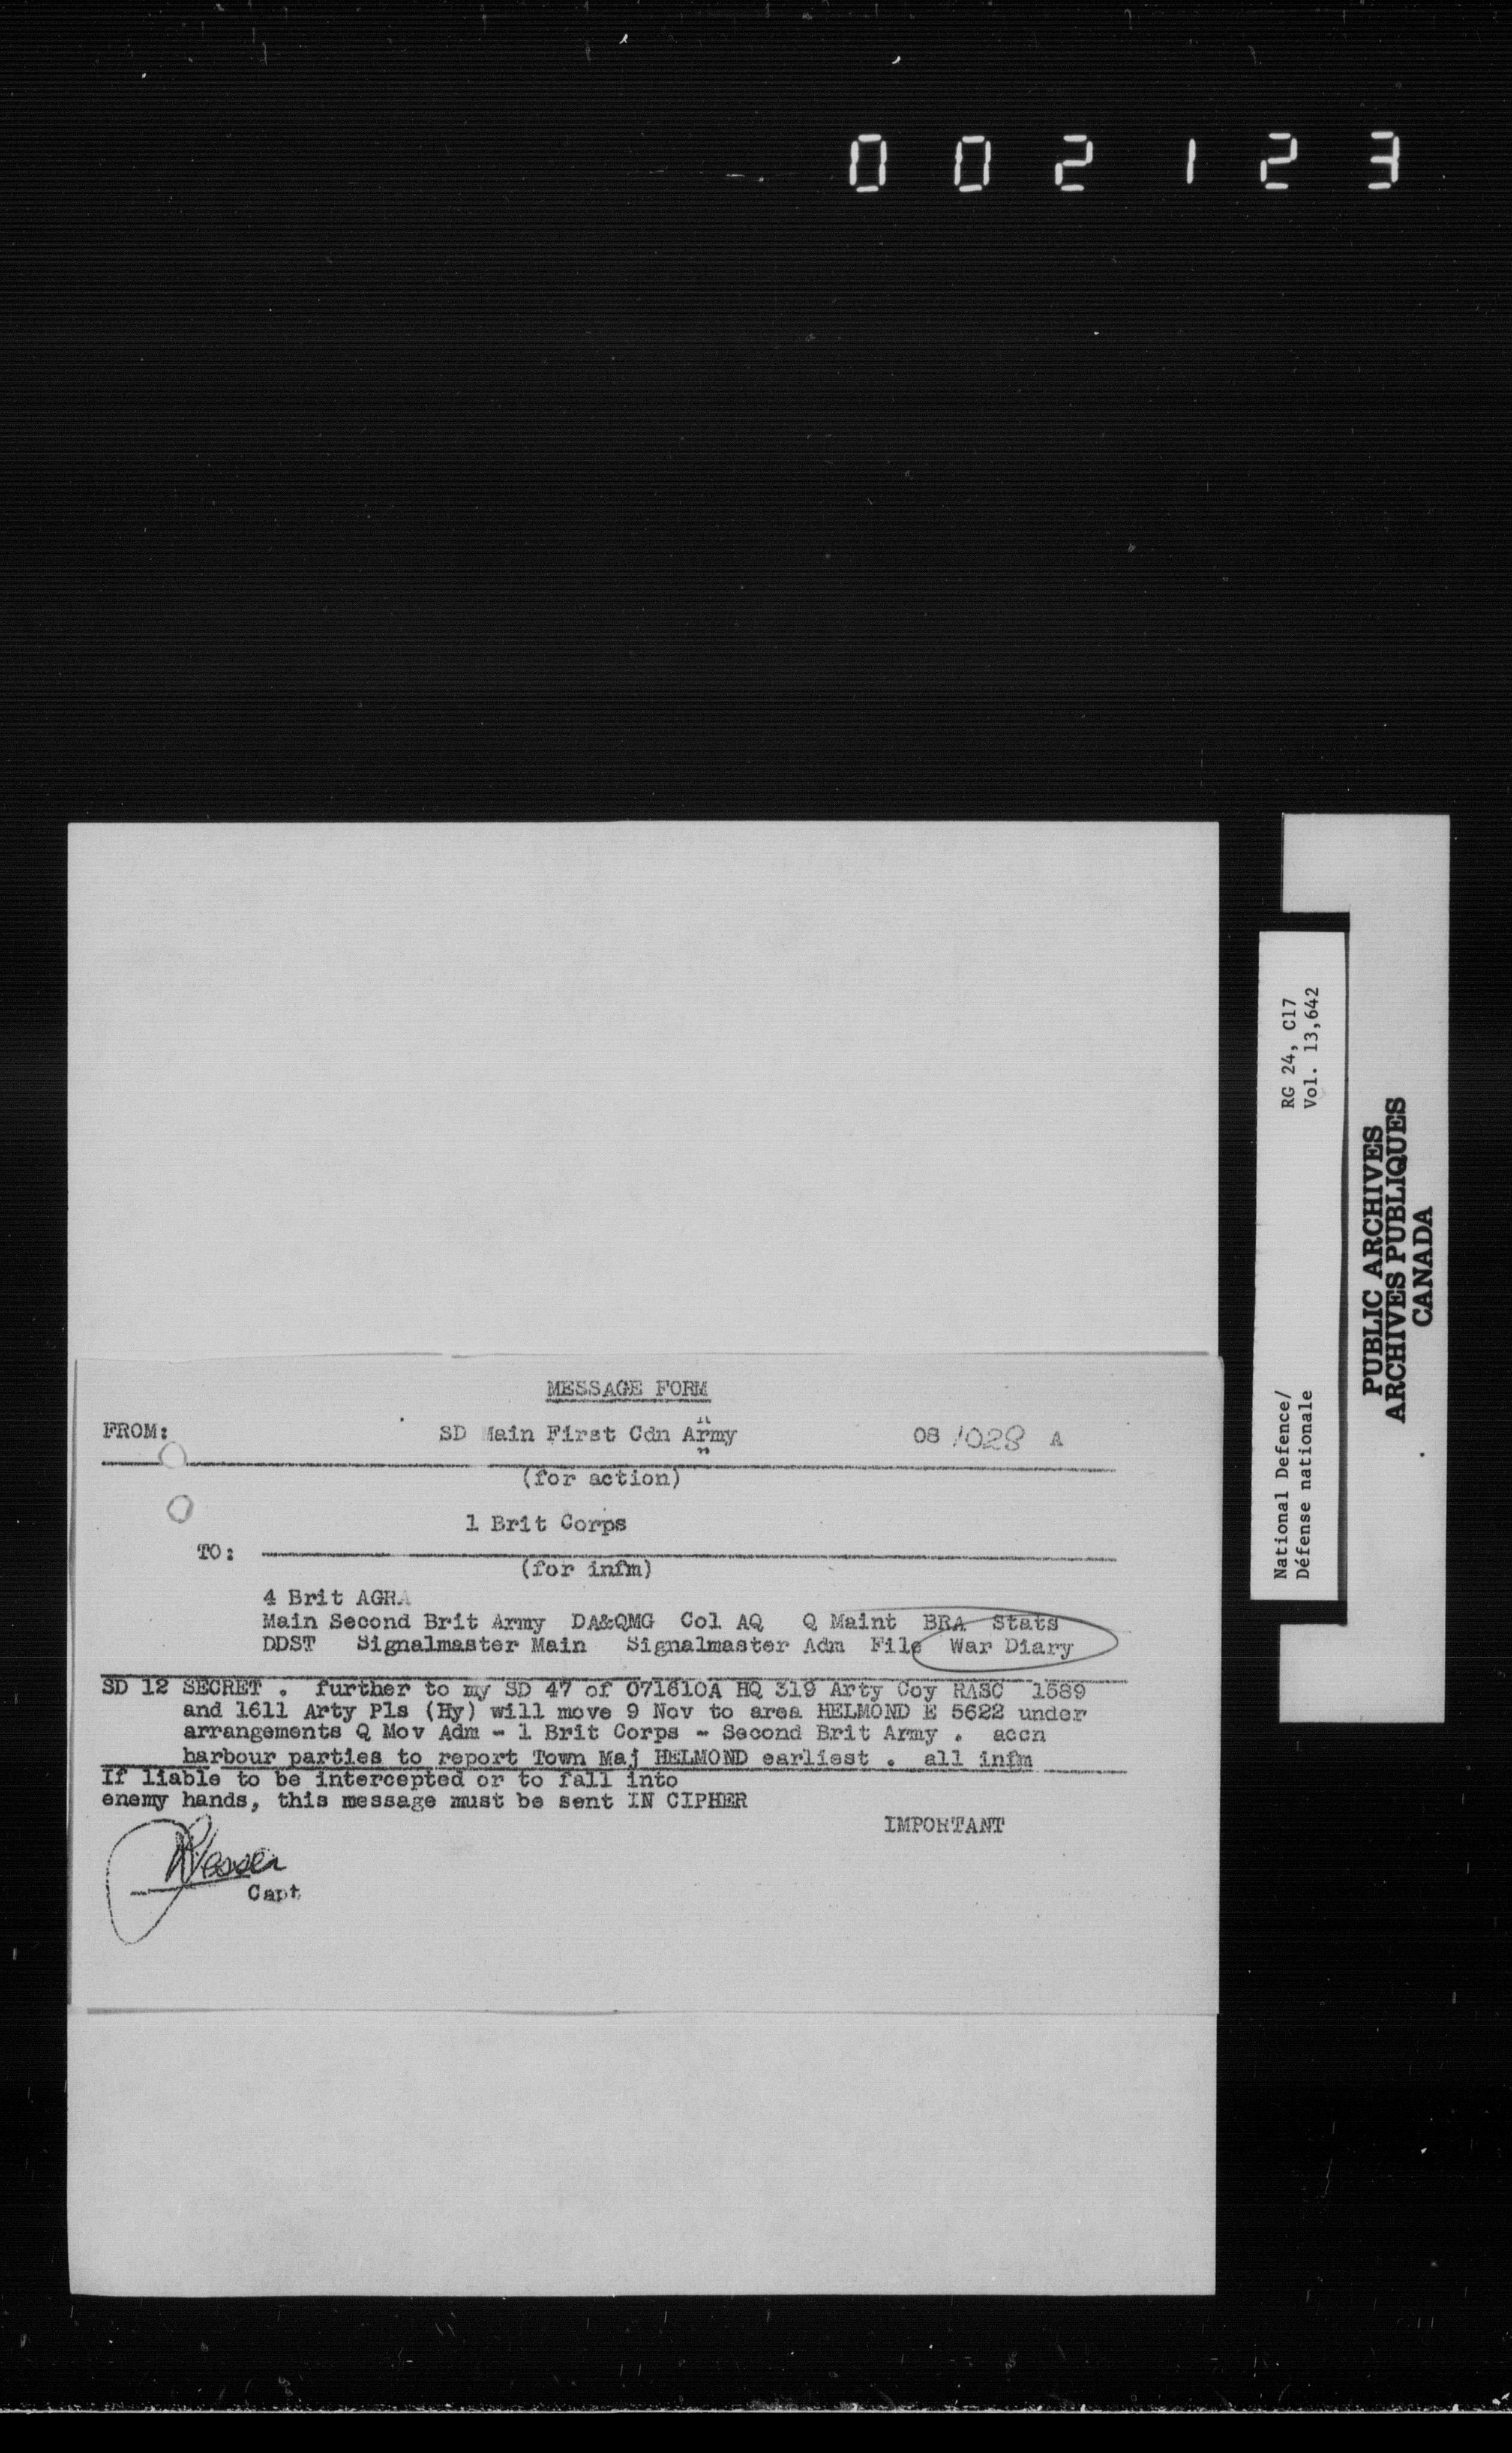 002123
MESSAGE FORM
FROM: SD Main First Cdn Army 081028 A
(for action)
1 Brit Corps
TO:
(for infm)
4 Brit AGRA
Main Second Brit Army DA&QMG Col AQ Q Maint BRA Stats
DDST Signalmaster Main Signalmaster Adm File War Diary
SD 12 SECRET . further to my SD 47 of 071610A HQ 319 Arty Coy RASC 1589
and 1611 Arty Pls (Hy) will move 9 Nov to area HELMOND E 5622 under
arrangements Q Mov Adm - 1 Brit Corps - Second Brit Army . accn
harbour parties to report Town Maj HELMOND earliest . all infm
If liable to be intercepted or to fall into
enemy hands, this message must be sent IN CIPHER
IMPORTANT
Capt
National Defence/
Défense nationale
RG 24, C17
Vol. 13,642
PUBLIC ARCHIVES
ARCHIVES PUBLIQUES
CANADA